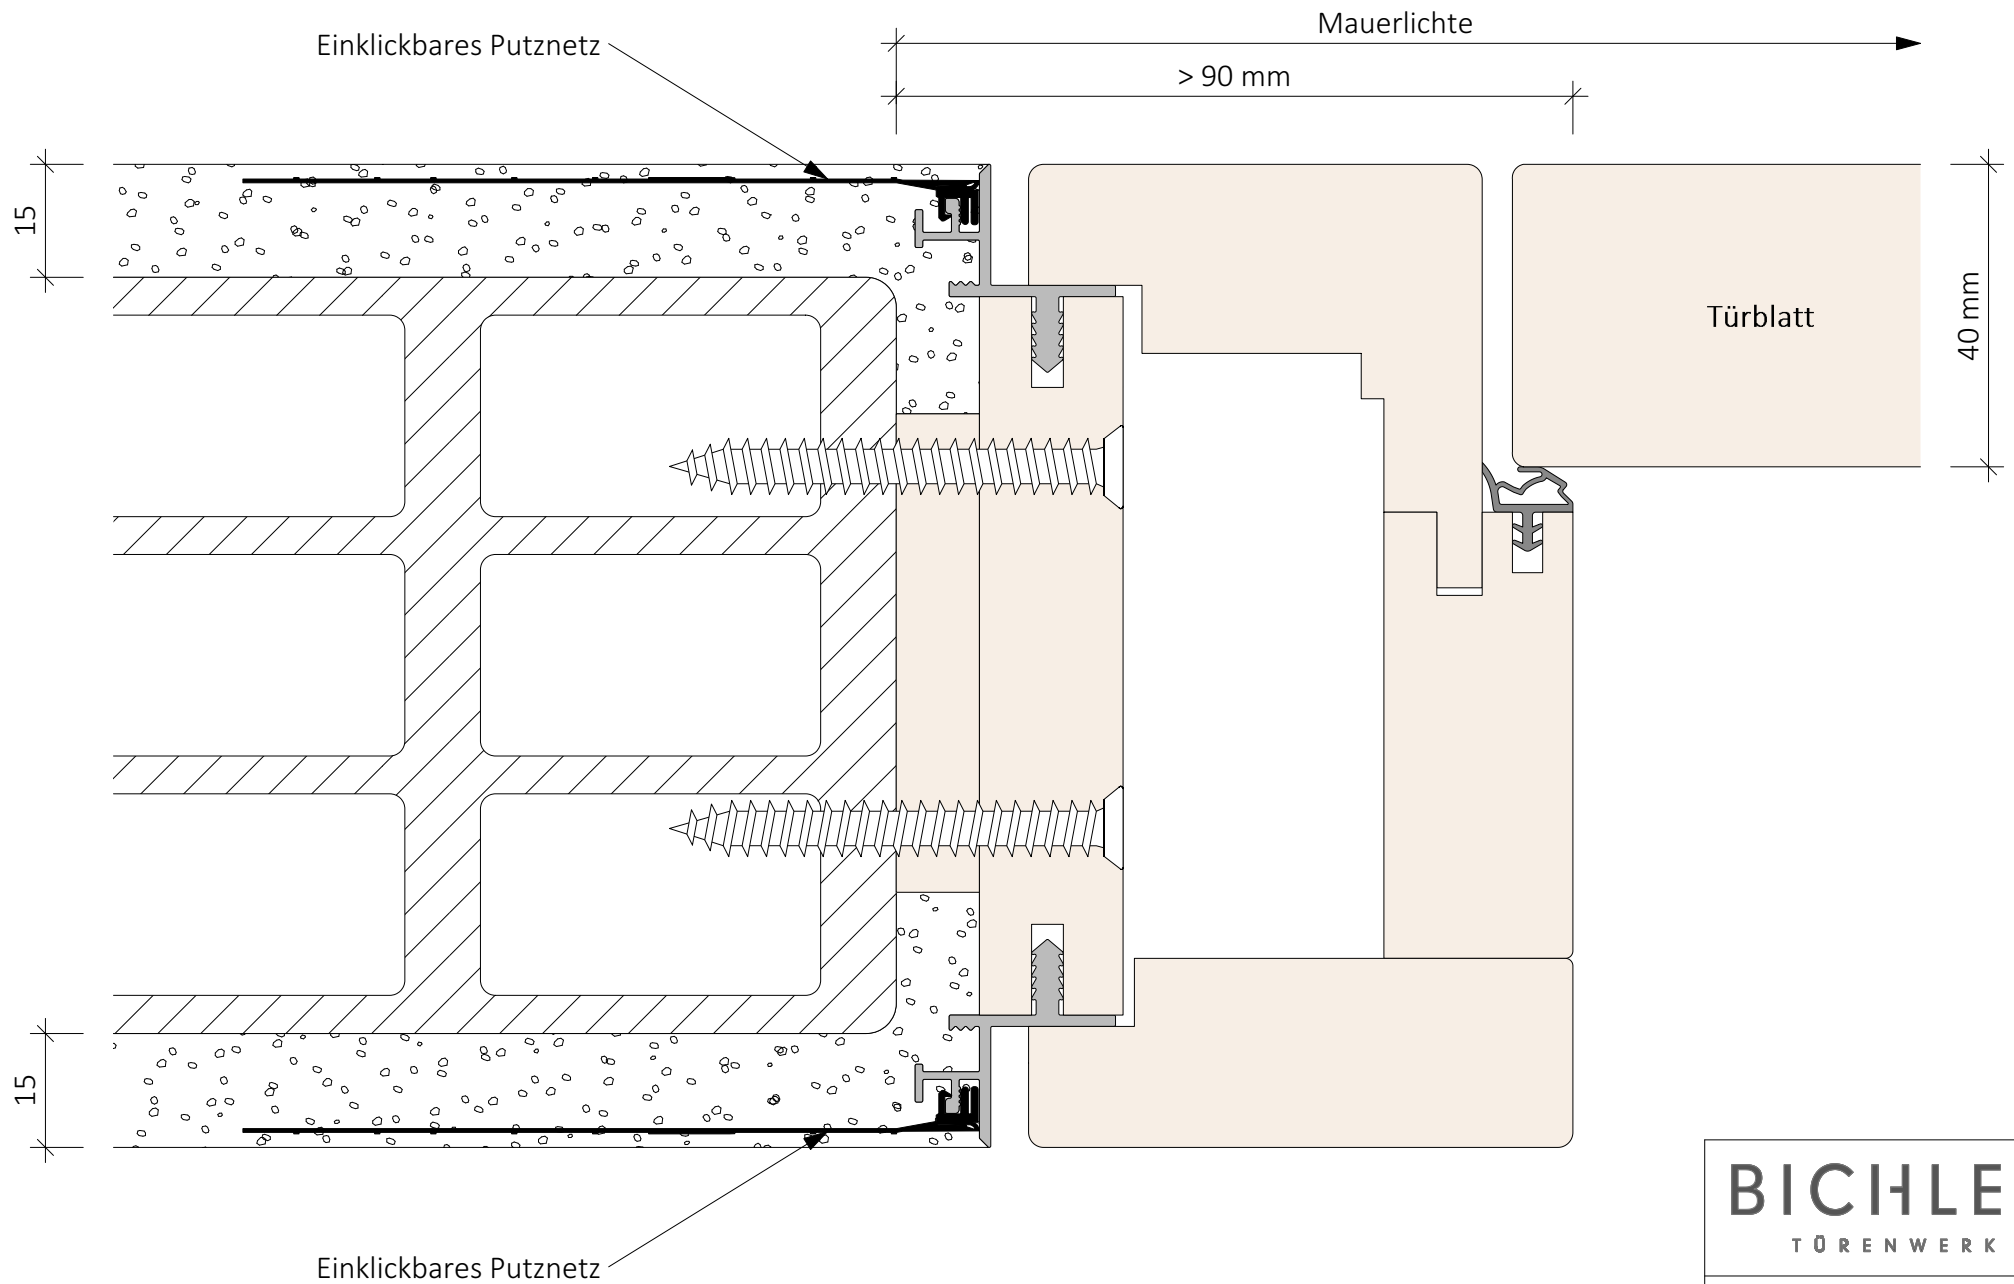 Mauerlichte
Einklickbares Putznetz
> 90 mm
15
Türblatt
40 mm
15
BICHLE
TÜRENWERK
Einklickbares Putznetz